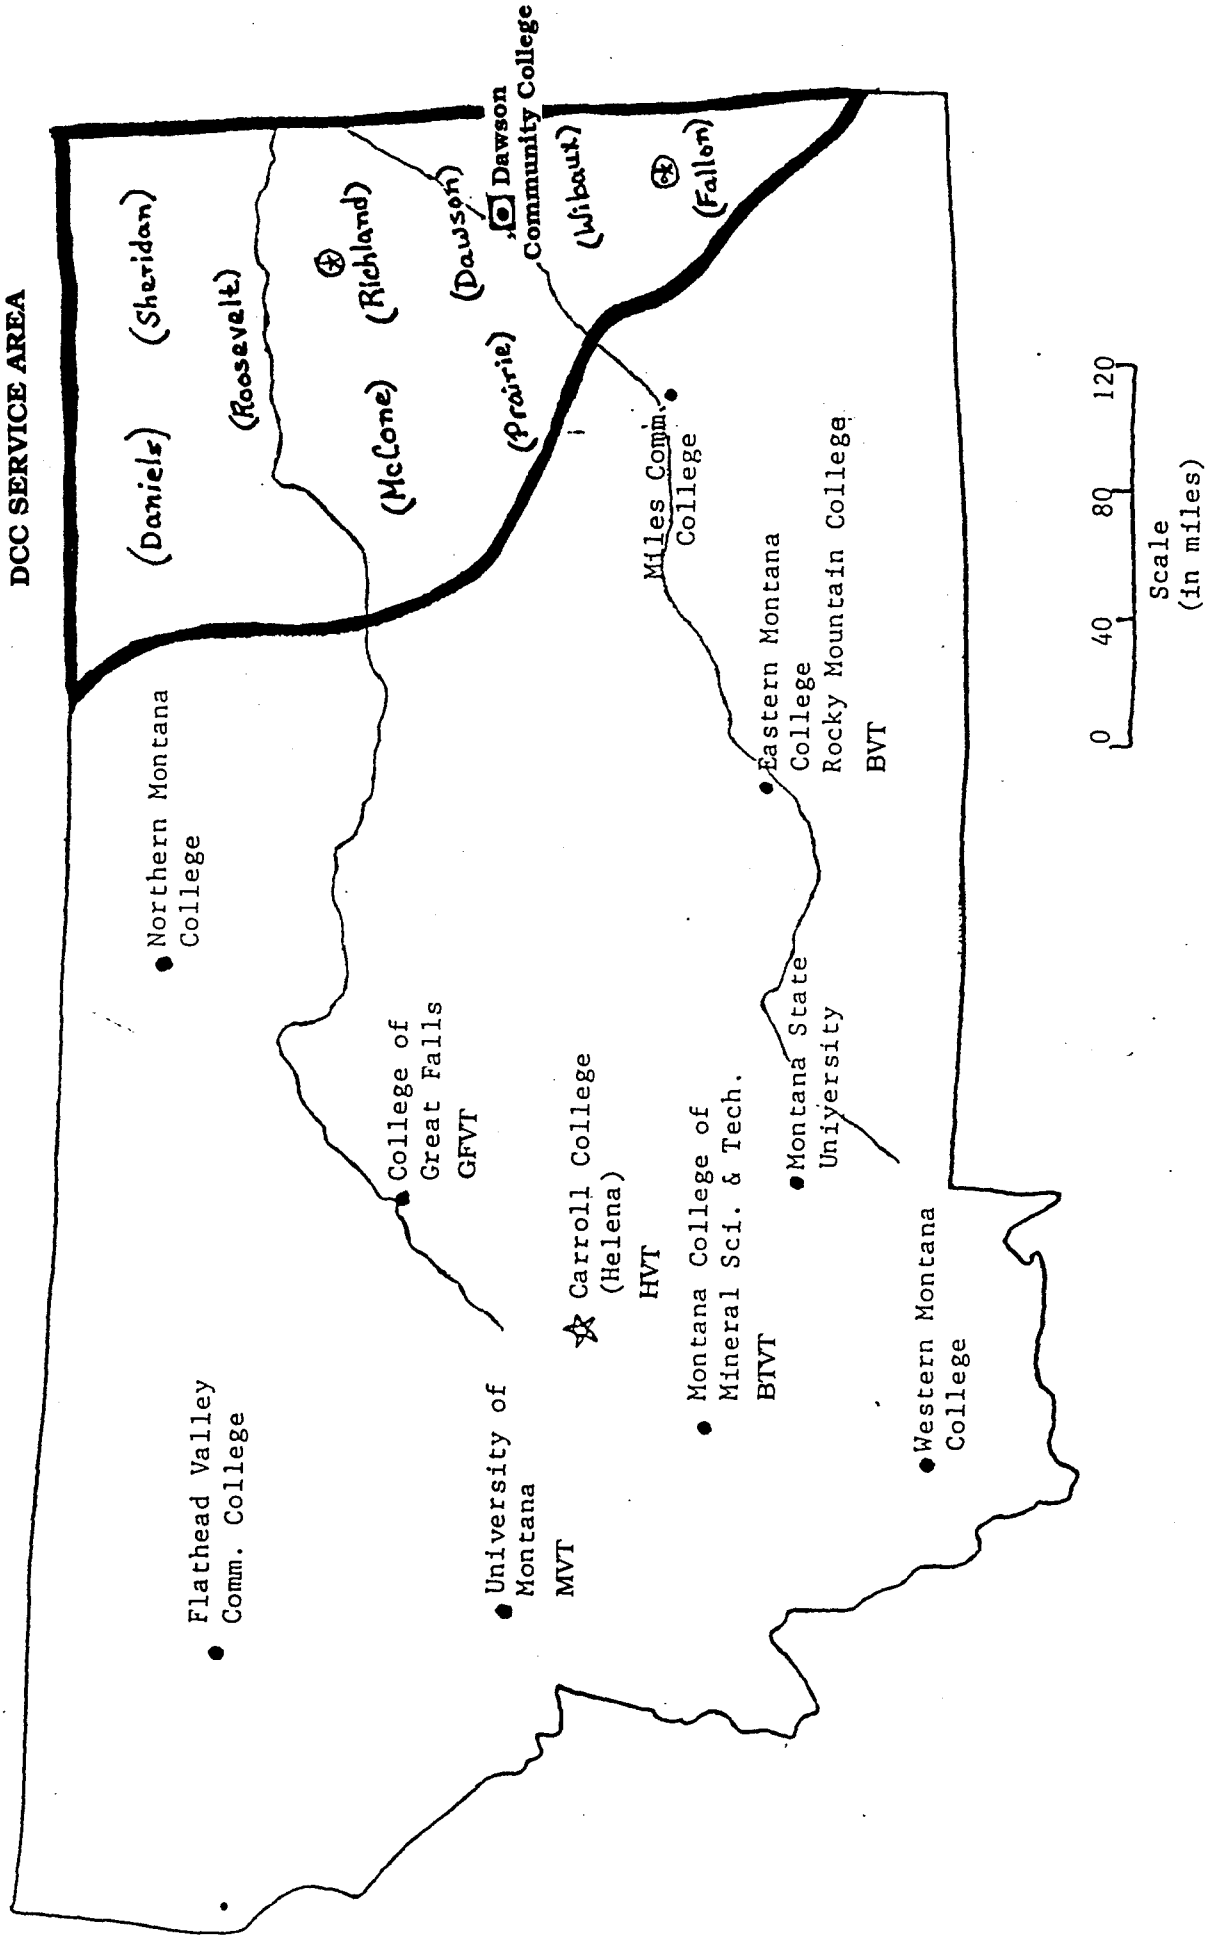 DCC SERVICE AREA
(Daniels)
(Sheridan)
(Roosevelt)
(McCone)
(Richland)
(Prairie)
(Dawson)
Dawson
Community College
(Wibaux)
(Fallon)
Flathead Valley
Comm. College
Northern Montana
College
College of
Great Falls
GFVT
University of
Montana
MVT
Carroll College
(Helena)
HVT
Miles Comm.
College
Montana College of
Mineral Sci. & Tech.
BTVT
Montana State
University
Eastern Montana
College
Rocky Mountain College
BVT
Western Montana
College
0 40 80 120
Scale
(in miles)